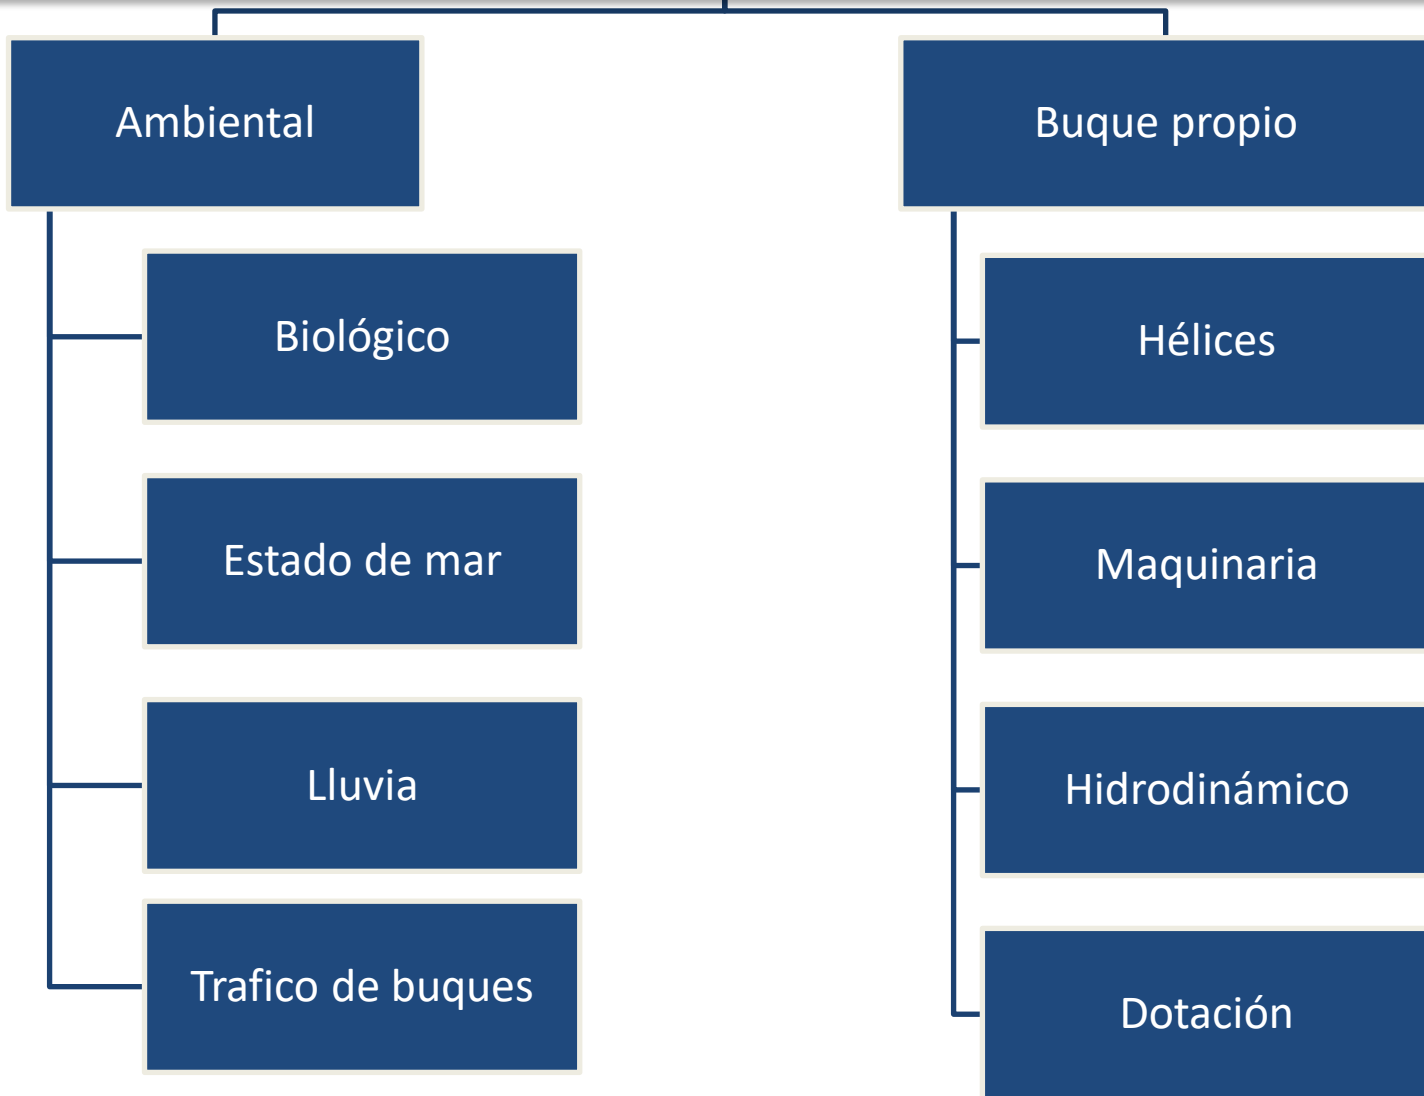 Ambiental
Biológico
Estado de mar
Lluvia
Trafico de buques
Buque propio
Hélices
Maquinaria
Hidrodinámico
Dotación